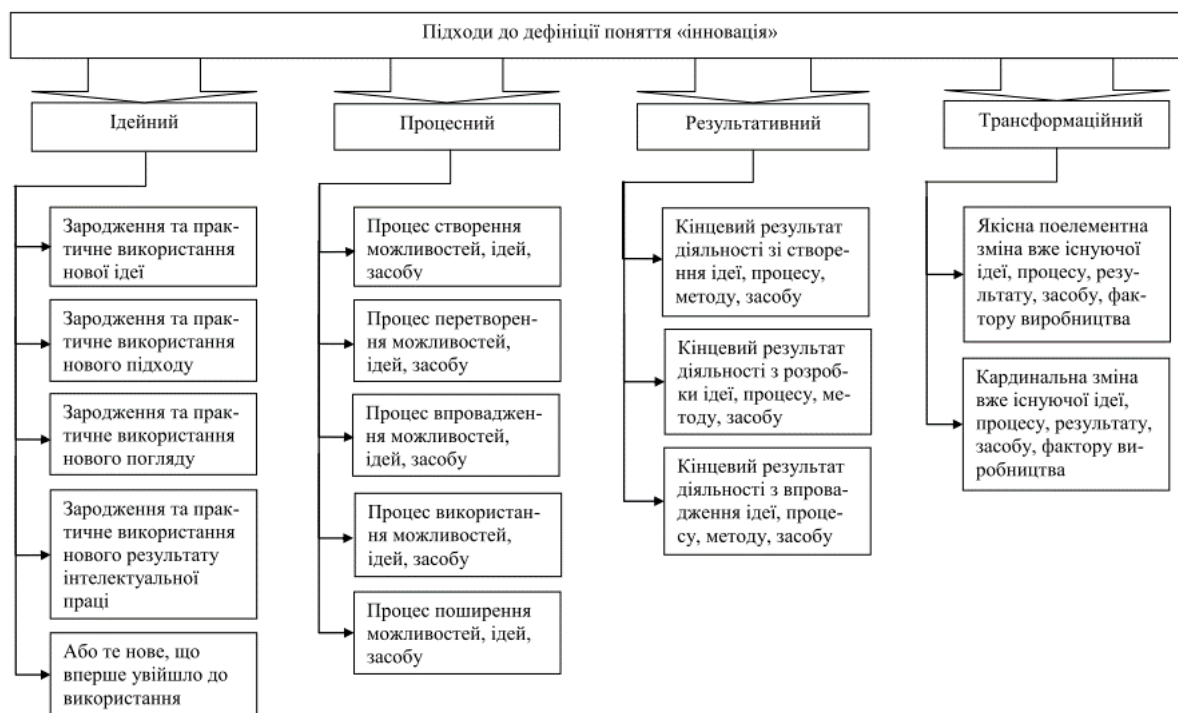 Підходи до дефініції поняття «інновація»
Ідейний
Зародження та прак-
тичне використання
нової ідеї
Зародження та прак-
тичне використання
нового підходу
Зародження та прак-
тичне використання
нового погляду
Зародження та прак-
тичне використання
нового результату
інтелектуальної
праці
Або те нове, що
вперше увійшло до
використання
Процесний
Процес створення
можливостей, ідей,
засобу
Процес перетворен-
ня можливостей,
ідей, засобу
Процес впроваджен-
ня можливостей,
ідей, засобу
Процес використан-
ня можливостей,
ідей, засобу
Процес поширення
можливостей, ідей,
засобу
Результативний
Кінцевий результат
діяльності зі створе-
ння ідеї, процесу,
методу, засобу
Кінцевий результат
діяльності з розроб-
ки ідеї, процесу, ме-
тоду, засобу
Кінцевий результат
діяльності з впрова-
дження ідеї, проце-
су, методу, засобу
Трансформаційний
Якісна поелементна
зміна вже існуючої
ідеї, процесу, резу-
льтату, засобу, фак-
тору виробництва
Кардинальна зміна
вже існуючої ідеї,
процесу, результату,
засобу, фактору ви-
робництва